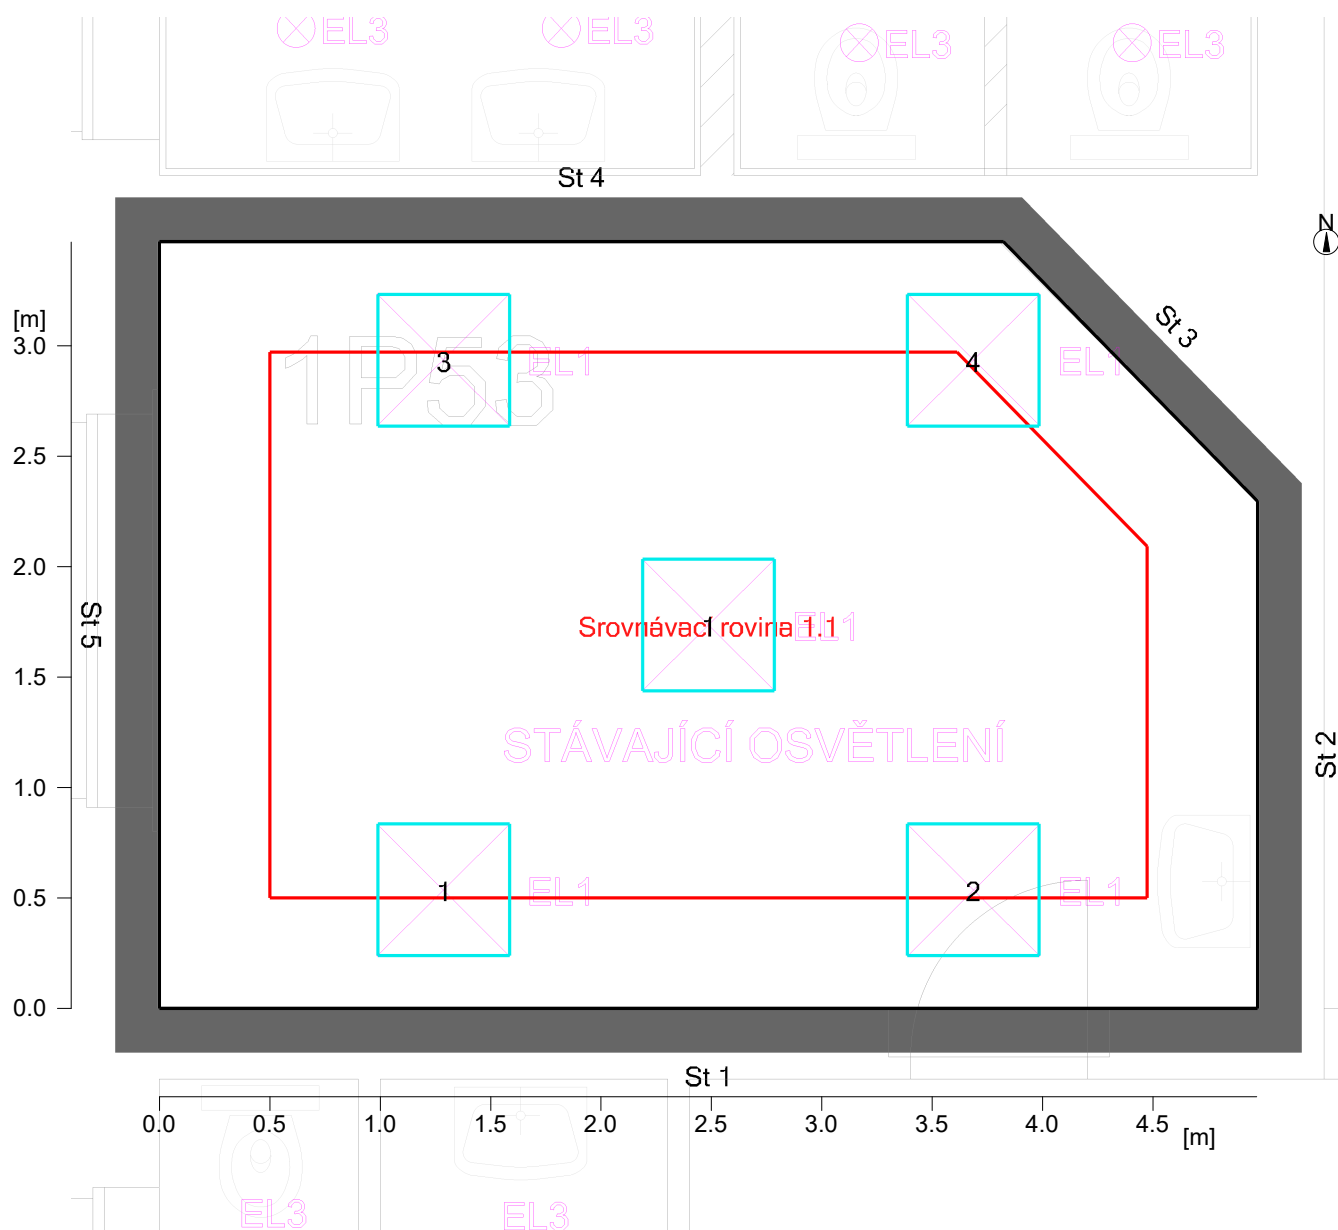 EL3 EL3 EL3 EL3
St 4
N
[m]
St 3
3.0
1P53
3 EL1
4 EL1
2.5
2.0
St 5
Srovnávací rovina 1.1
1 EL1
1.5
STÁVAJÍCÍ OSVĚTLENÍ
St 2
1.0
0.5
1 EL1
2 EL1
0.0
St 1
0.0 0.5 1.0 1.5 2.0 2.5 3.0 3.5 4.0 4.5 [m]
EL3 EL3